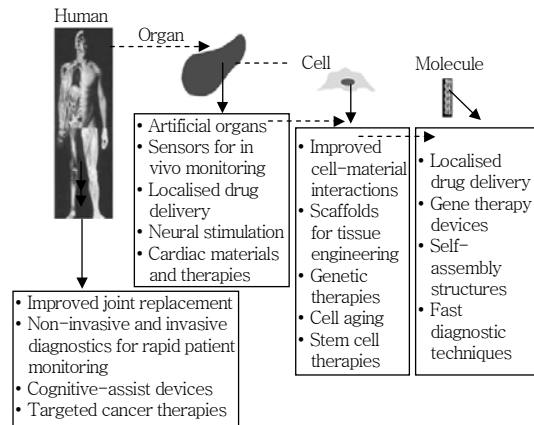 Human
Organ
Cell
Molecule
• Artificial organs
• Sensors for in
vivo monitoring
• Localised drug
delivery
• Neural stimulation
• Cardiac materials
and therapies
• Improved
cell-material
interactions
• Scaffolds
for tissue
engineering
• Genetic
therapies
• Cell aging
• Stem cell
therapies
• Localised
drug delivery
• Gene therapy
devices
• Self-
assembly
structures
• Fast
diagnostic
techniques
• Improved joint replacement
• Non-invasive and invasive
diagnostics for rapid patient
monitoring
• Cognitive-assist devices
• Targeted cancer therapies